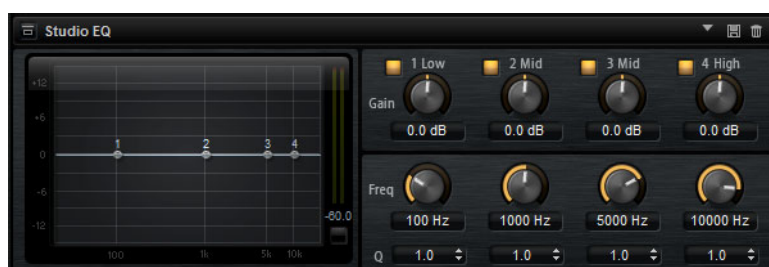 Studio EQ
+12
+6
0
-6
-12
100 1k 5k 10k
1 2 3 4
-60.0
1 Low 2 Mid 3 Mid 4 High
Gain
0.0 dB 0.0 dB 0.0 dB 0.0 dB
Freq
100 Hz 1000 Hz 5000 Hz 10000 Hz
Q 1.0 1.0 1.0 1.0